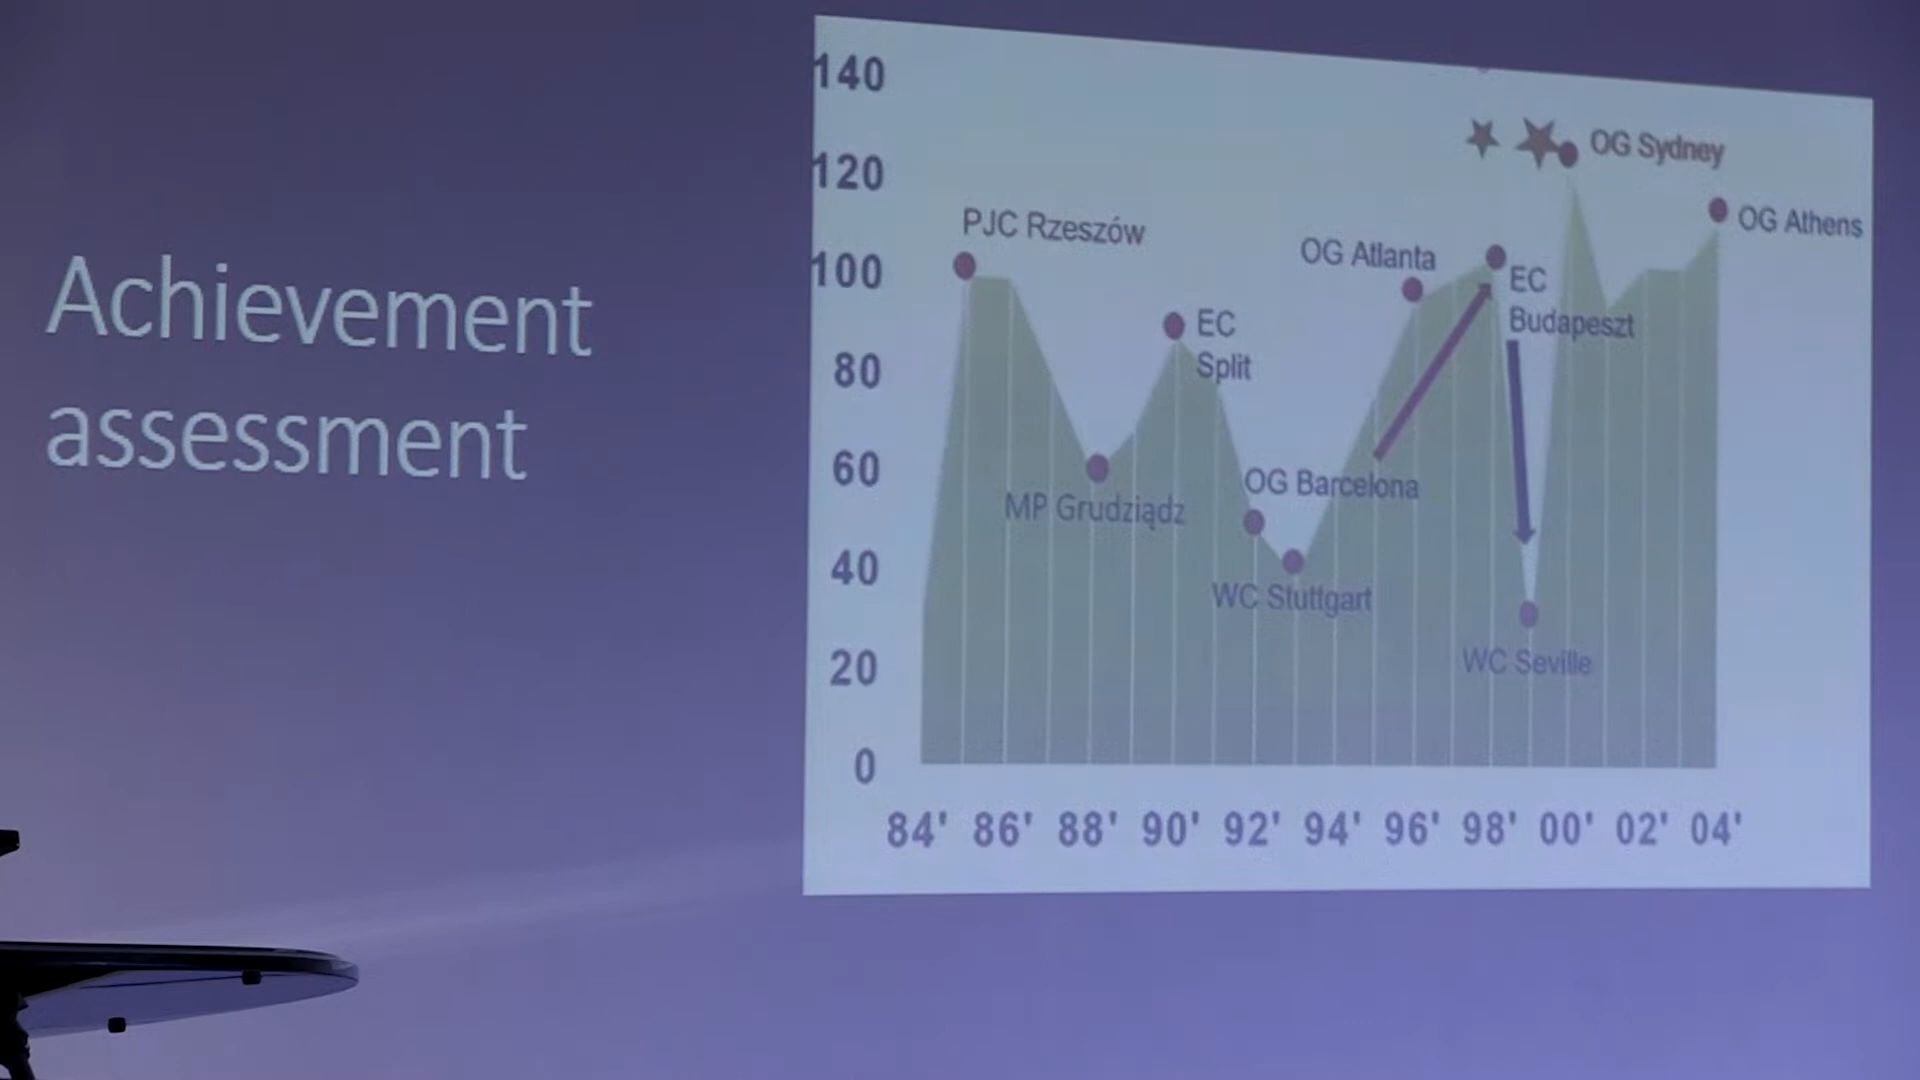 Achievement
assessment
140
120
100
80
60
40
20
0
PJC Rzeszów
MP Grudziądz
EC
Split
OG Barcelona
WC Stuttgart
OG Atlanta
EC
Budapeszt
WC Seville
OG Sydney
OG Athens
84' 86' 88' 90' 92' 94' 96' 98' 00' 02' 04'